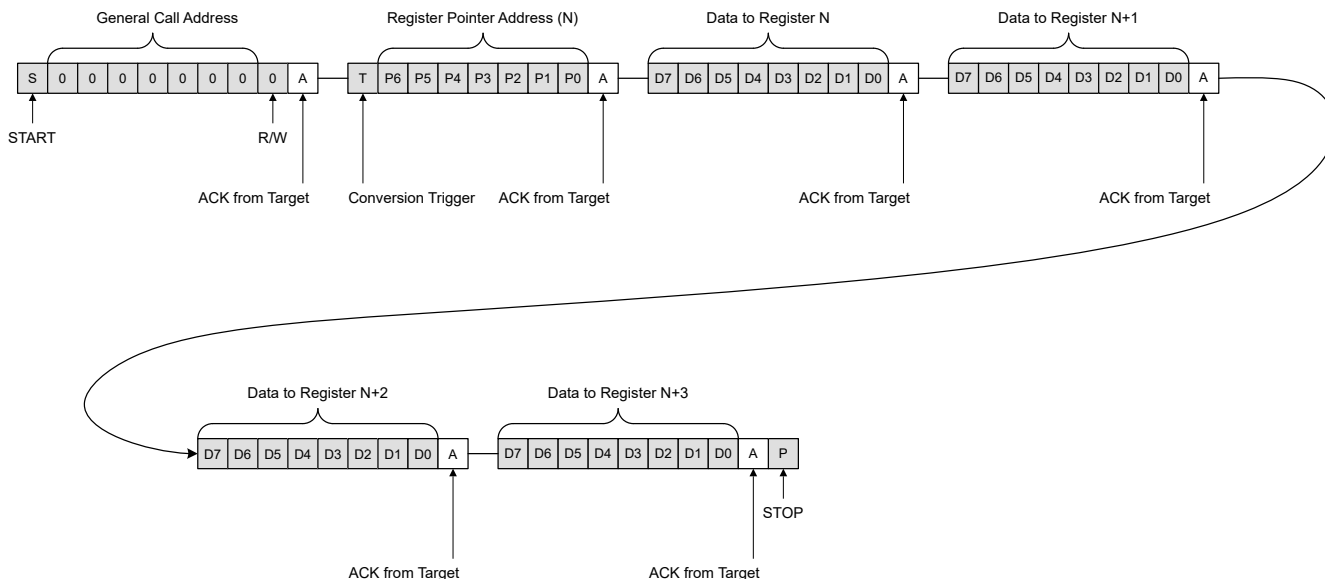 General Call Address
Register Pointer Address (N)
Data to Register N
Data to Register N+1
S 0 0 0 0 0 0 0 0 A
T P6 P5 P4 P3 P2 P1 P0 A
D7 D6 D5 D4 D3 D2 D1 D0 A
D7 D6 D5 D4 D3 D2 D1 D0 A
START
R/W
ACK from Target
Conversion Trigger
ACK from Target
ACK from Target
ACK from Target
Data to Register N+2
Data to Register N+3
D7 D6 D5 D4 D3 D2 D1 D0 A
D7 D6 D5 D4 D3 D2 D1 D0 A P
STOP
ACK from Target
ACK from Target